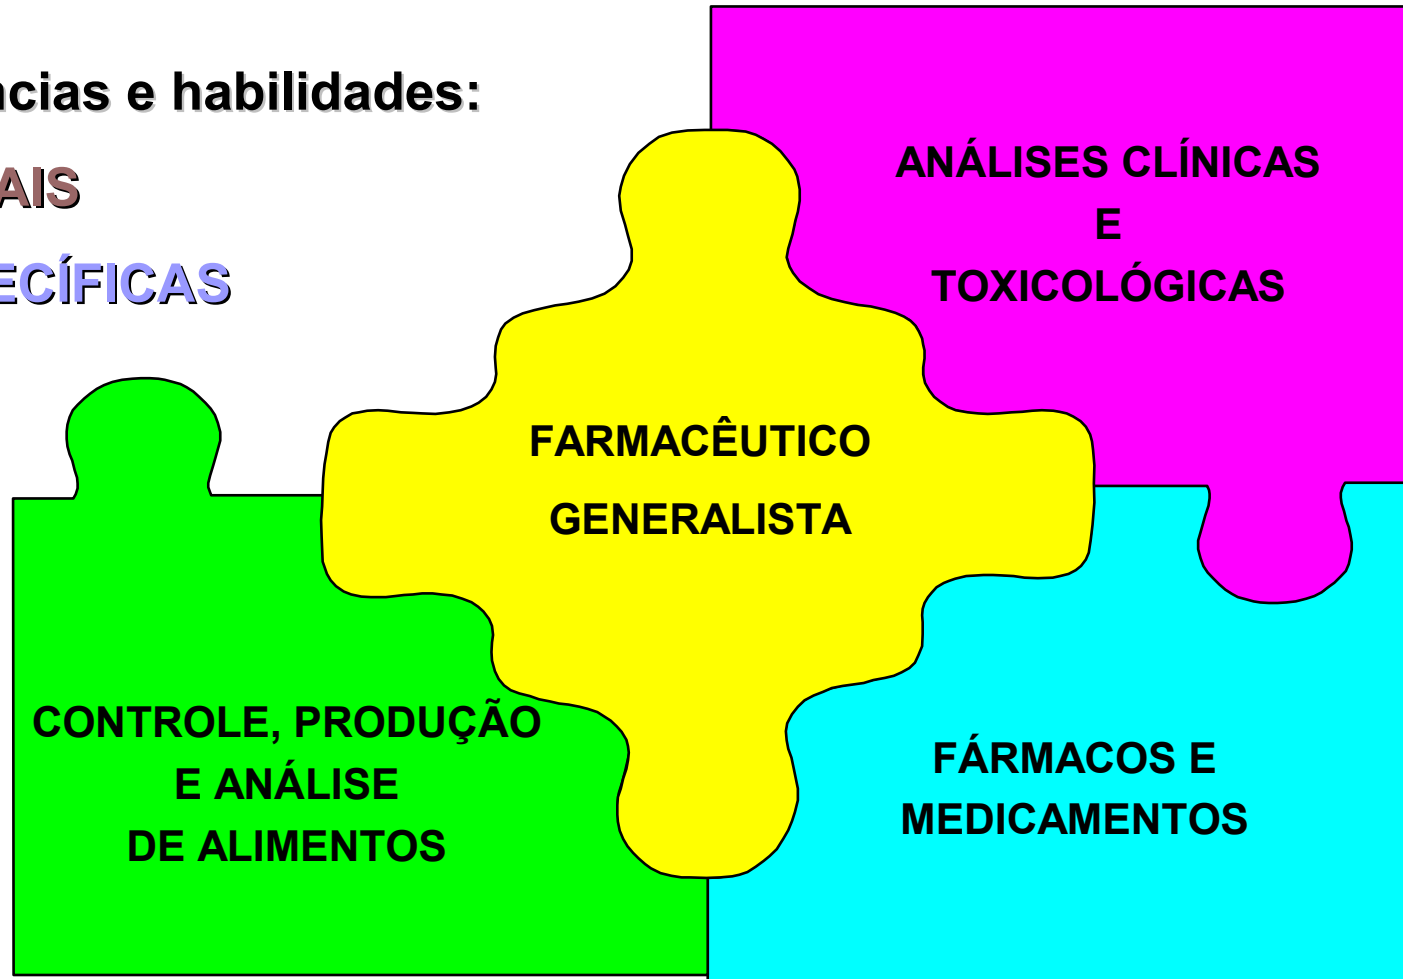 ncias e habilidades:
AIS
ECÍFICAS
ANÁLISES CLÍNICAS
E
TOXICOLÓGICAS
FARMACÊUTICO
GENERALISTA
CONTROLE, PRODUÇÃO
E ANÁLISE
DE ALIMENTOS
FÁRMACOS E
MEDICAMENTOS